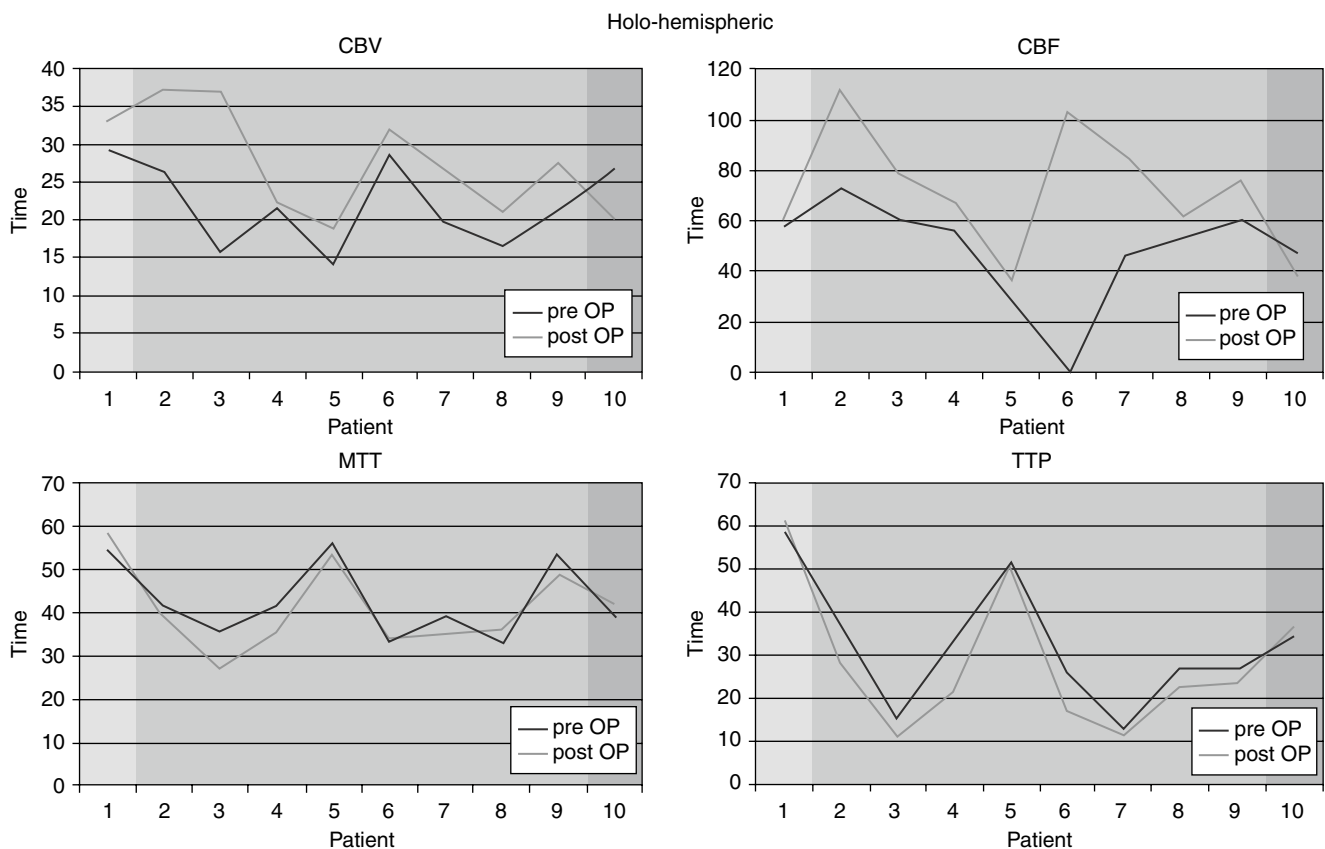 Holo-hemispheric
CBV
40
35
30
25
20
15
10
5
0
Time
pre OP
post OP
1 2 3 4 5 6 7 8 9 10
Patient
CBF
120
100
80
60
40
20
0
Time
pre OP
post OP
1 2 3 4 5 6 7 8 9 10
Patient
MTT
70
60
50
40
30
20
10
0
Time
pre OP
post OP
1 2 3 4 5 6 7 8 9 10
Patient
TTP
70
60
50
40
30
20
10
0
Time
pre OP
post OP
1 2 3 4 5 6 7 8 9 10
Patient